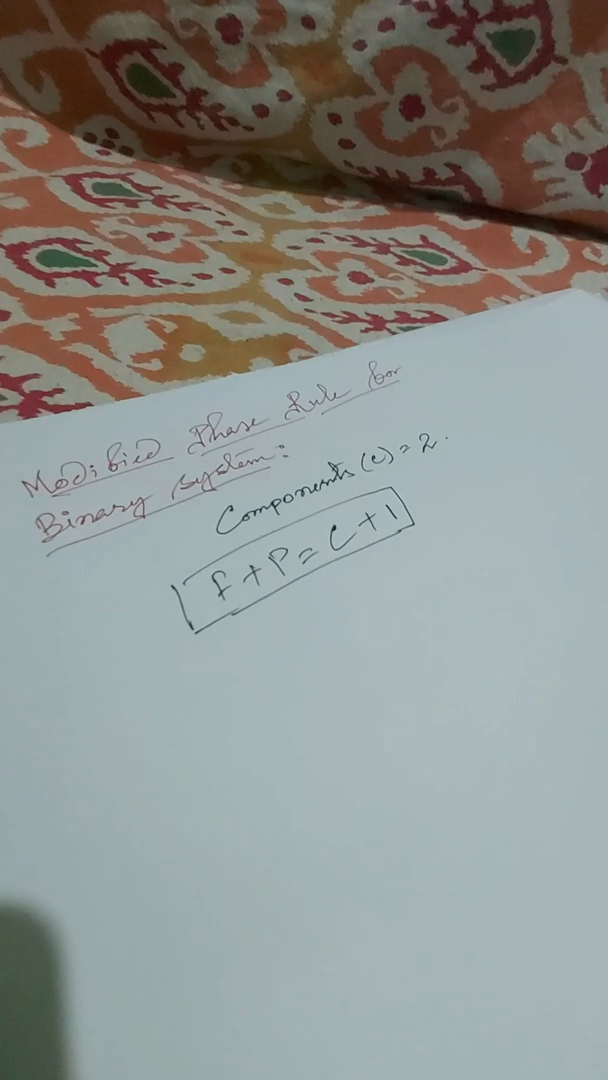 Modified Phase Rule for
Binary system:
Components (c) = 2.
F + P = C + 1